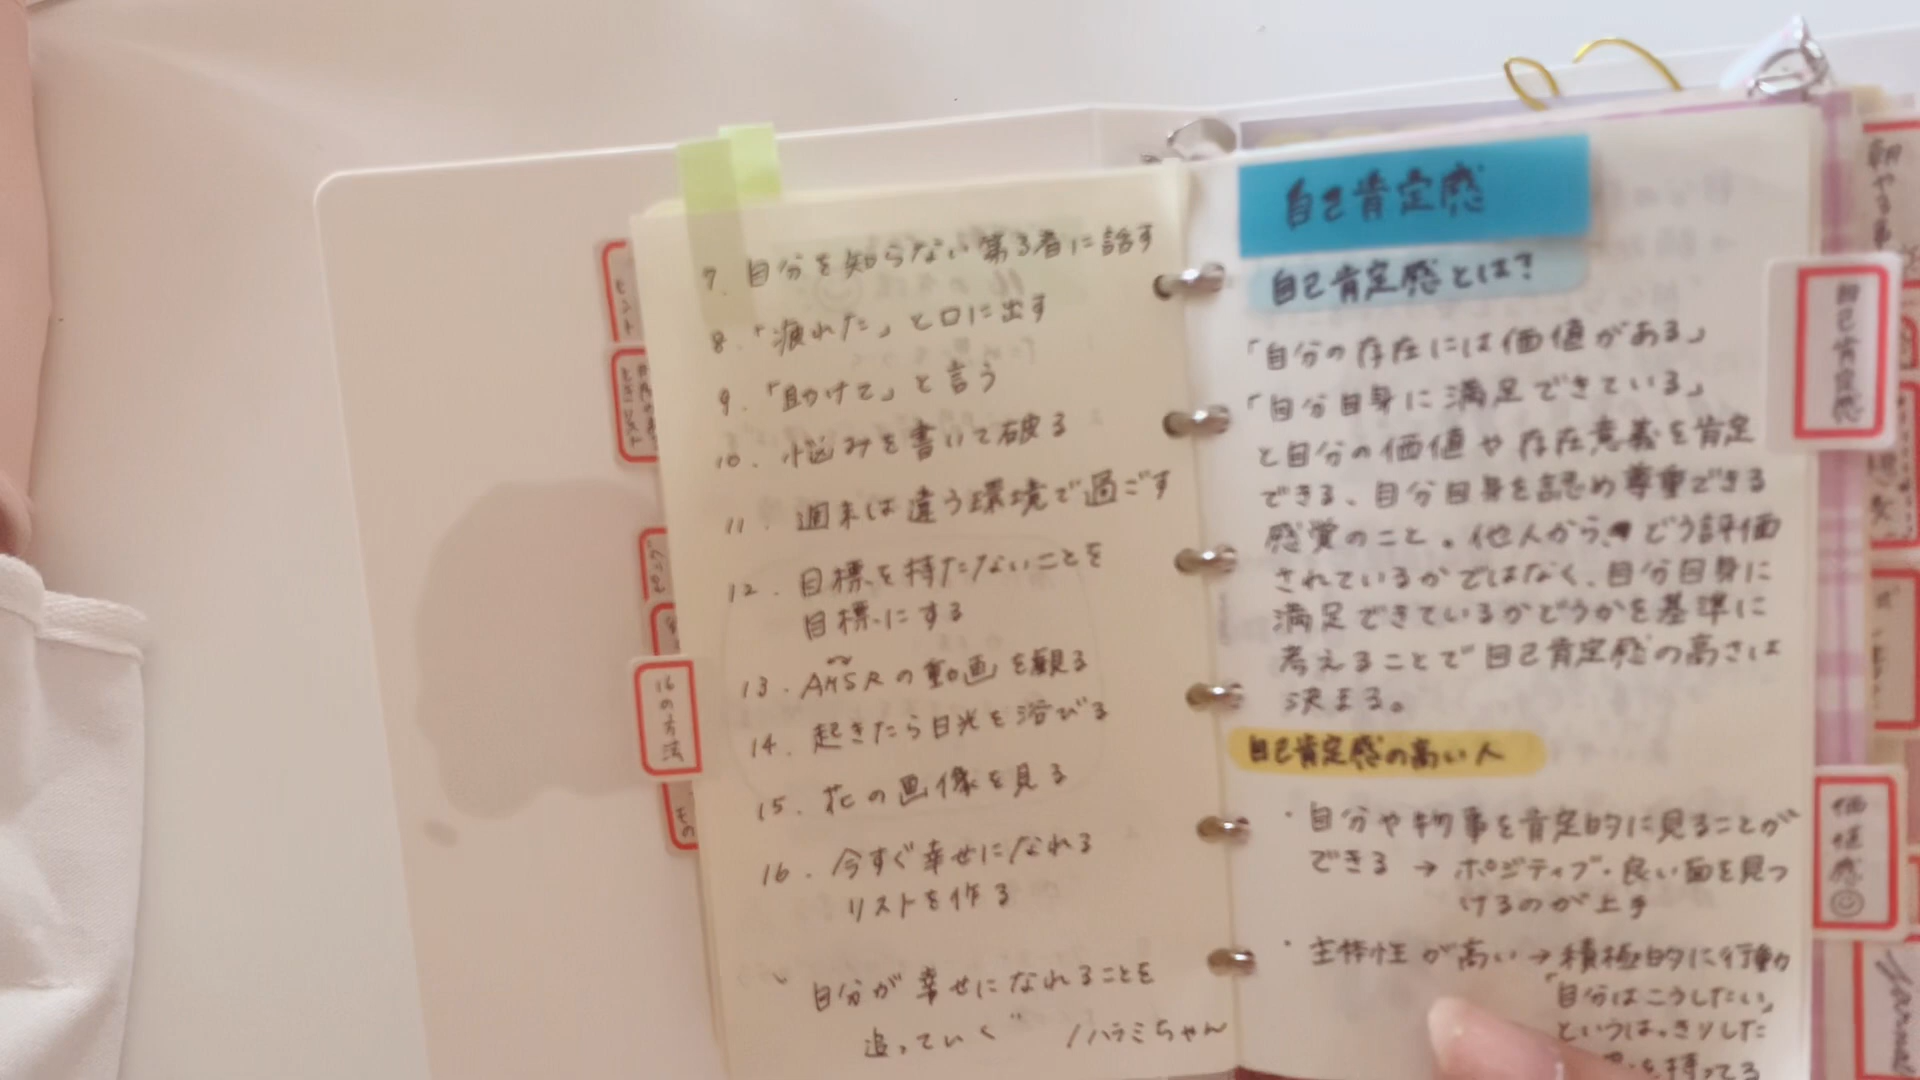 7. 自分を知らない第3者に話す
8. 「疲れた」と口に出す
9. 「助けて」と言う
10. 悩みを書いて破る
11. 週末は違う環境で過ごす
12. 目標を持たないことを
目標にする
13. AMSRの動画を観る
14. 起きたら日光を浴びる
15. 花の画像を見る
16. 今すぐ幸せになれる
リストを作る
〝自分が幸せになれることを
追っていく〞 /ハラミちゃん
ヒント
16の方法
自己肯定感
自己肯定感とは?
「自分の存在には価値がある」
「自分自身に満足できている」
と自分の価値や存在意義を肯定
できる、自分自身を認め尊重できる
感覚のこと。他人からどう評価
されているかではなく、自分自身に
満足できているかどうかを基準に
考えることで自己肯定感の高さは
決まる。
自己肯定感の高い人
・自分や物事を肯定的に見ることが
できる → ポジティブ・良い面を見つ
けるのが上手
・主体性が高い→積極的に行動
「自分はこうしたい」
というはっきりした
を持ってる
自己肯定感
価値感
朝やる事